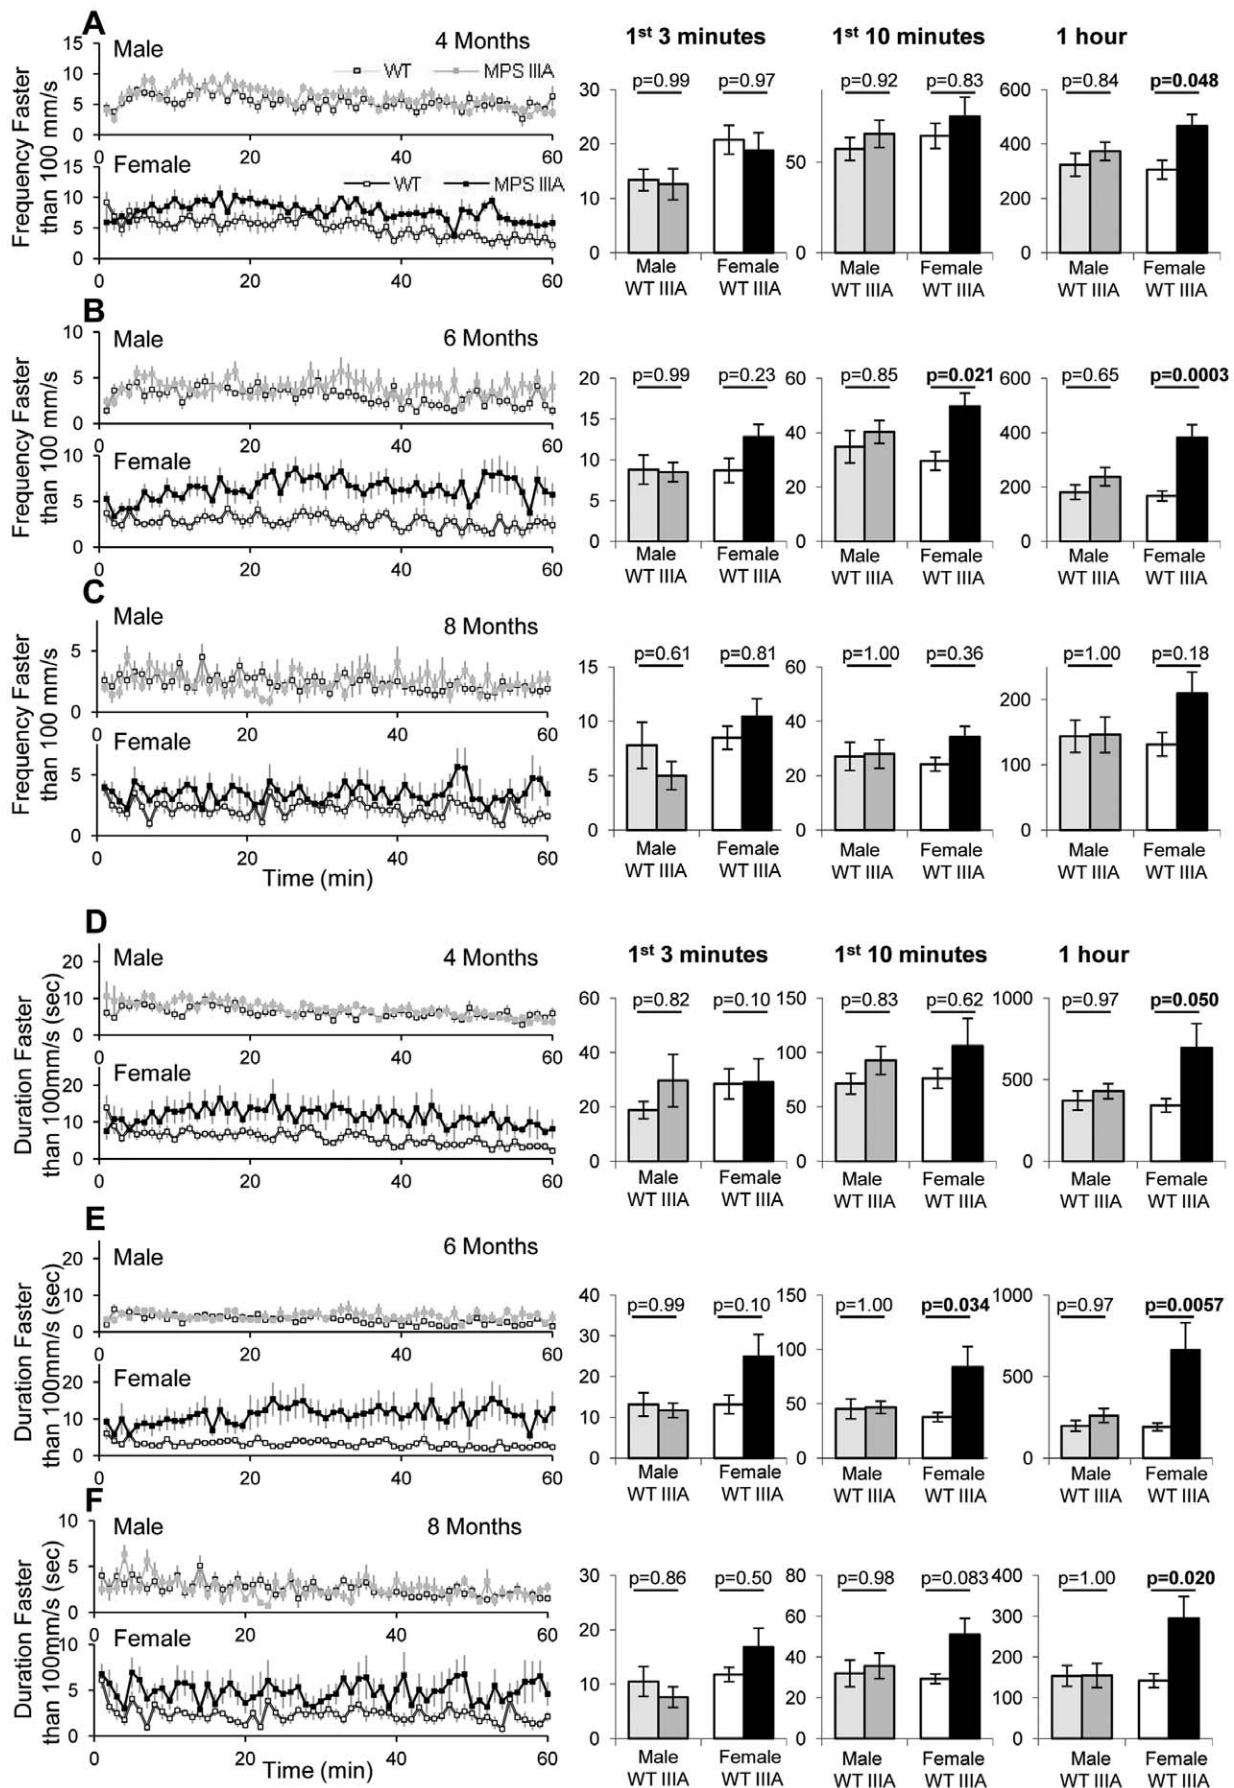 A
Male
4 Months
WT
MPS IIIA
15
10
5
0
0
20
40
60
Female
WT
MPS IIIA
15
10
5
0
0
20
40
60
Frequency Faster
than 100 mm/s
1st 3 minutes
p=0.99
p=0.97
30
20
10
0
Male
Female
WT IIIA
WT IIIA
1st 10 minutes
p=0.92
p=0.83
50
0
Male
Female
WT IIIA
WT IIIA
1 hour
p=0.84
p=0.048
600
400
200
0
Male
Female
WT IIIA
WT IIIA
B
Male
6 Months
10
5
0
0
20
40
60
Female
10
5
0
0
20
40
60
Frequency Faster
than 100 mm/s
p=0.99
p=0.23
20
15
10
5
0
Male
Female
WT IIIA
WT IIIA
p=0.85
p=0.021
60
40
20
0
Male
Female
WT IIIA
WT IIIA
p=0.65
p=0.0003
600
400
200
0
Male
Female
WT IIIA
WT IIIA
C
Male
8 Months
5
0
0
20
40
60
Female
5
0
0
20
40
60
Time (min)
Frequency Faster
than 100 mm/s
p=0.61
p=0.81
15
10
5
0
Male
Female
WT IIIA
WT IIIA
p=1.00
p=0.36
60
40
20
0
Male
Female
WT IIIA
WT IIIA
p=1.00
p=0.18
200
100
0
Male
Female
WT IIIA
WT IIIA
D
Male
4 Months
20
10
0
0
20
40
60
Female
20
10
0
0
20
40
60
Duration Faster
than 100mm/s (sec)
1st 3 minutes
p=0.82
p=0.10
60
40
20
0
Male
Female
WT IIIA
WT IIIA
1st 10 minutes
p=0.83
p=0.62
150
100
50
0
Male
Female
WT IIIA
WT IIIA
1 hour
p=0.97
p=0.050
1000
500
0
Male
Female
WT IIIA
WT IIIA
E
Male
6 Months
20
10
0
0
20
40
60
Female
20
10
0
0
20
40
60
Duration Faster
than 100mm/s (sec)
p=0.99
p=0.10
40
30
20
10
0
Male
Female
WT IIIA
WT IIIA
p=1.00
p=0.034
150
100
50
0
Male
Female
WT IIIA
WT IIIA
p=0.97
p=0.0057
1000
500
0
Male
Female
WT IIIA
WT IIIA
F
Male
8 Months
10
5
0
0
20
40
60
Female
10
5
0
0
20
40
60
Time (min)
Duration Faster
than 100mm/s (sec)
p=0.86
p=0.50
30
20
10
0
Male
Female
WT IIIA
WT IIIA
p=0.98
p=0.083
80
60
40
20
0
Male
Female
WT IIIA
WT IIIA
p=1.00
p=0.020
400
300
200
100
0
Male
Female
WT IIIA
WT IIIA